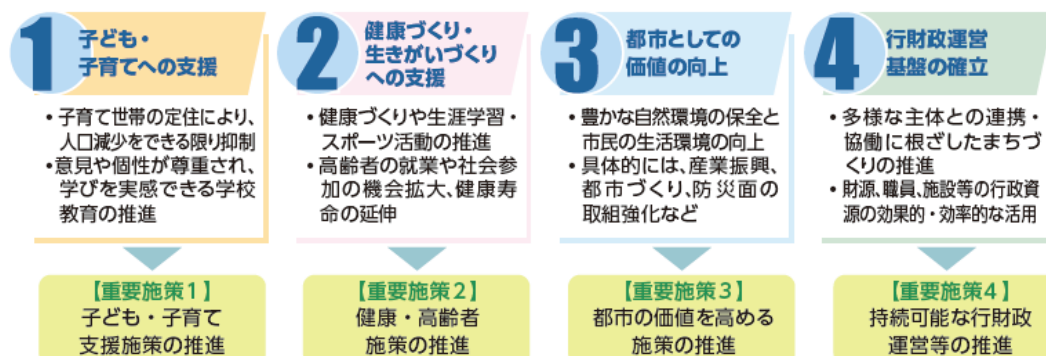 1
子ども・
子育てへの支援
・子育て世帯の定住により、
人口減少をできる限り抑制
・意見や個性が尊重され、
学びを実感できる学校
教育の推進
【重要施策1】
子ども・子育て
支援施策の推進
2
健康づくり・
生きがいづくり
への支援
・健康づくりや生涯学習・
スポーツ活動の推進
・高齢者の就業や社会参
加の機会拡大、健康寿
命の延伸
【重要施策2】
健康・高齢者
施策の推進
3
都市としての
価値の向上
・豊かな自然環境の保全と
市民の生活環境の向上
・具体的には、産業振興、
都市づくり、防災面の
取組強化など
【重要施策3】
都市の価値を高める
施策の推進
4
行財政運営
基盤の確立
・多様な主体との連携・
協働に根ざしたまちづ
くりの推進
・財源、職員、施設等の行政資
源の効果的・効率的な活用
【重要施策4】
持続可能な行財政
運営等の推進